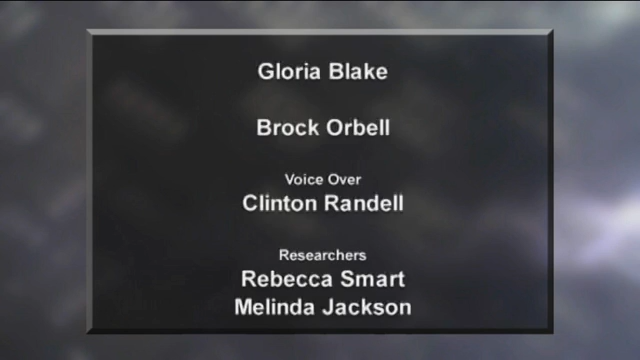 Gloria Blake
Brock Orbell
Voice Over
Clinton Randell
Researchers
Rebecca Smart
Melinda Jackson